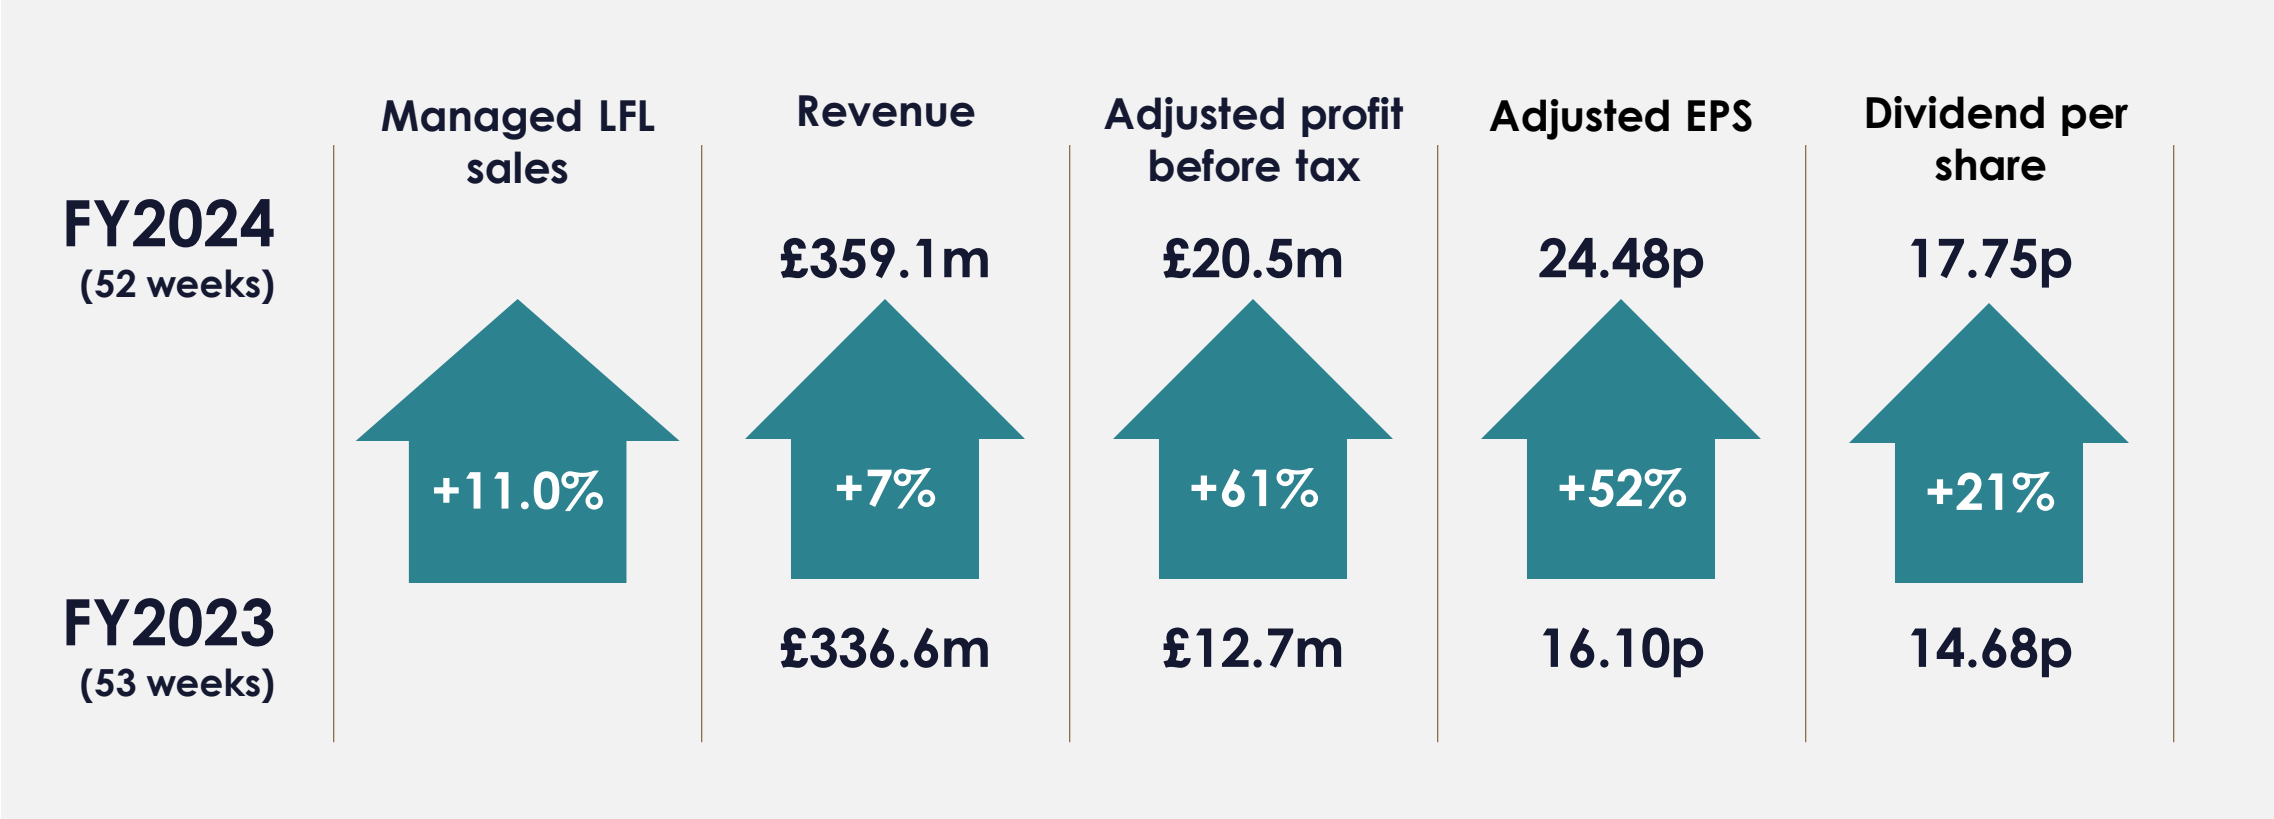 Managed LFL
sales
Revenue
Adjusted profit
before tax
Adjusted EPS
Dividend per
share
FY2024
(52 weeks)
£359.1m
£20.5m
24.48p
17.75p
+11.0%
+7%
+61%
+52%
+21%
FY2023
(53 weeks)
£336.6m
£12.7m
16.10p
14.68p